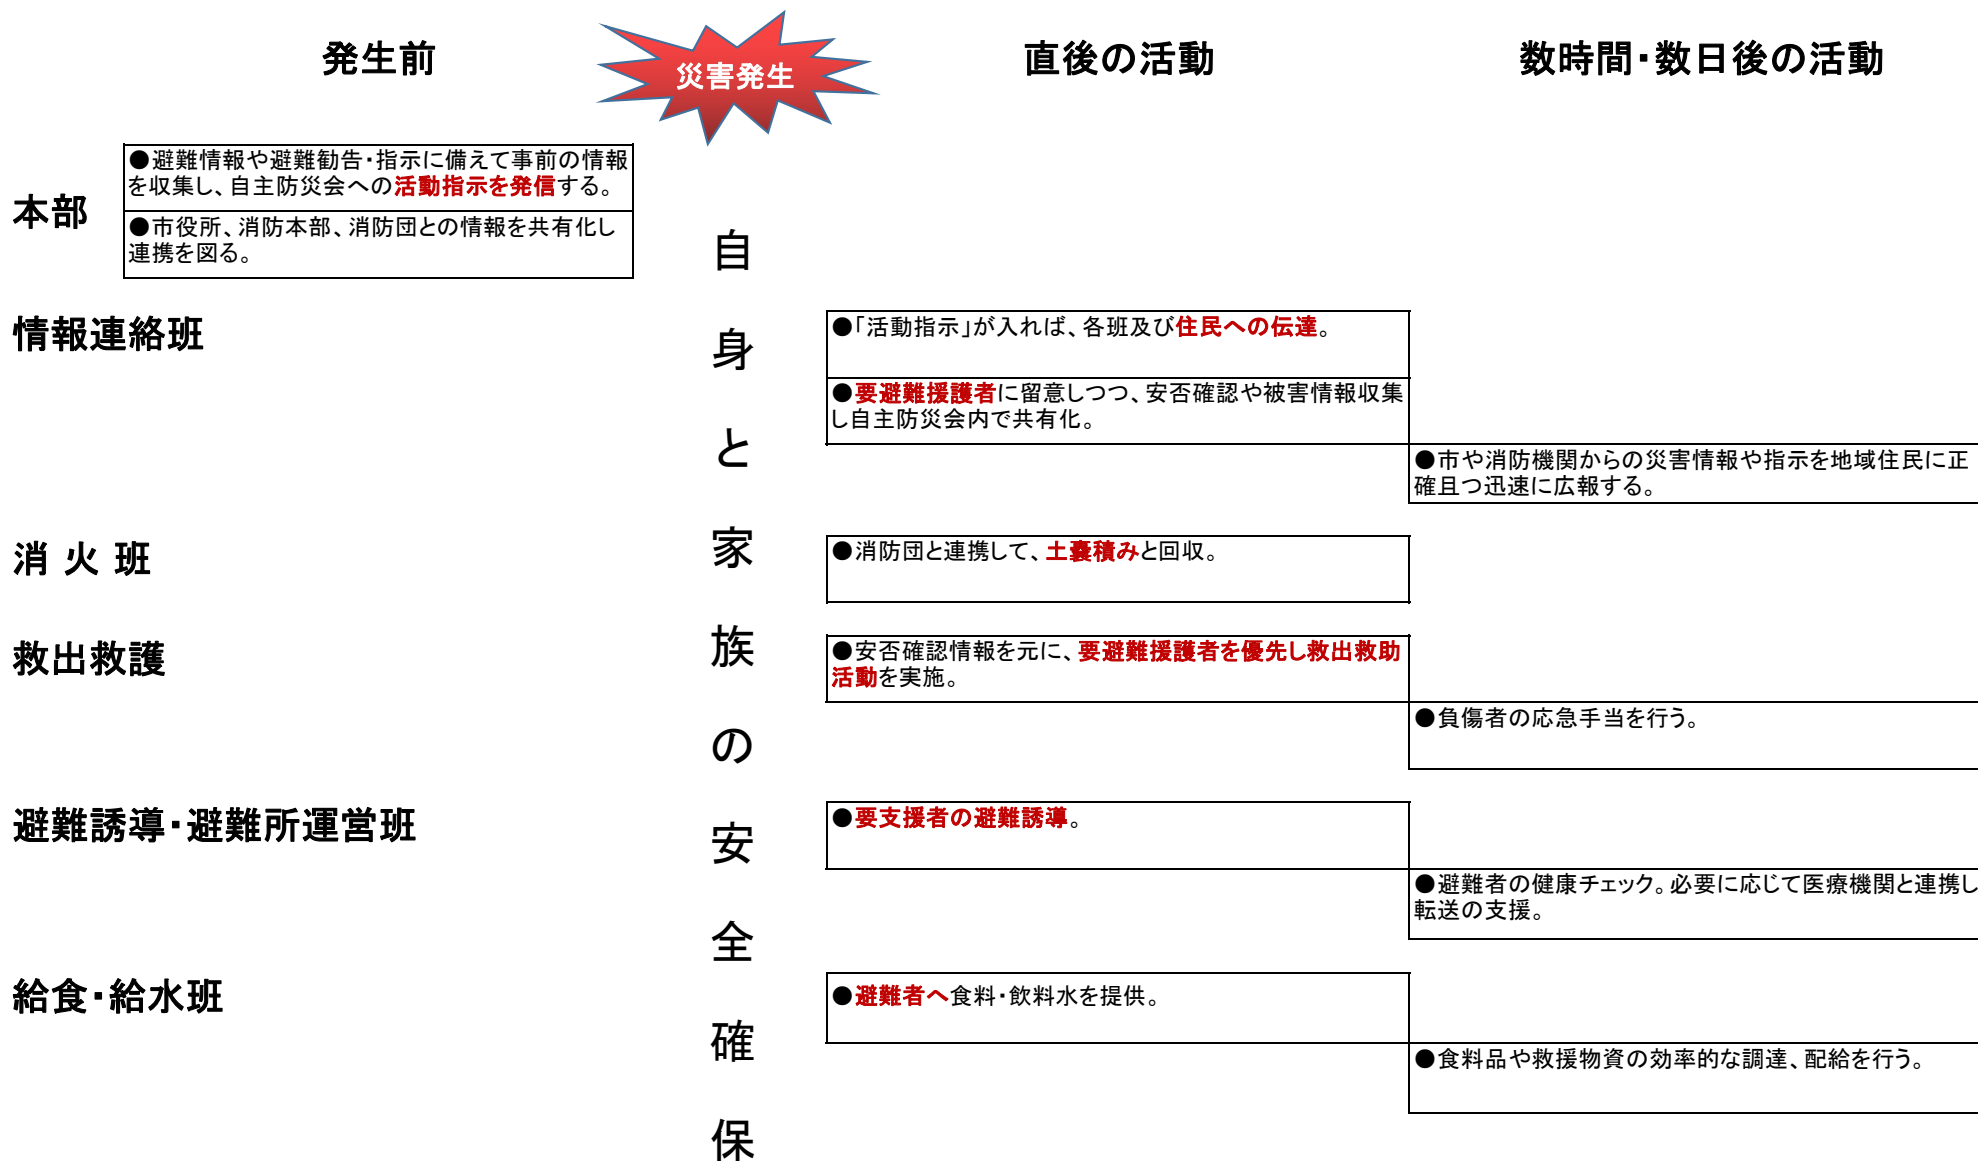 発生前
災害発生
直後の活動
数時間・数日後の活動
本部
●避難情報や避難勧告・指示に備えて事前の情報
を収集し、自主防災会への活動指示を発信する。
●市役所、消防本部、消防団との情報を共有化し
連携を図る。
自身と家族の安全確保
情報連絡班
●「活動指示」が入れば、各班及び住民への伝達。
●要避難援護者に留意しつつ、安否確認や被害情報収集
し自主防災会内で共有化。
●市や消防機関からの災害情報や指示を地域住民に正
確且つ迅速に広報する。
消 火 班
●消防団と連携して、土嚢積みと回収。
救出救護
●安否確認情報を元に、要避難援護者を優先し救出救助
活動を実施。
●負傷者の応急手当を行う。
避難誘導・避難所運営班
●要支援者の避難誘導。
●避難者の健康チェック。必要に応じて医療機関と連携し
転送の支援。
給食・給水班
●避難者へ食料・飲料水を提供。
●食料品や救援物資の効率的な調達、配給を行う。